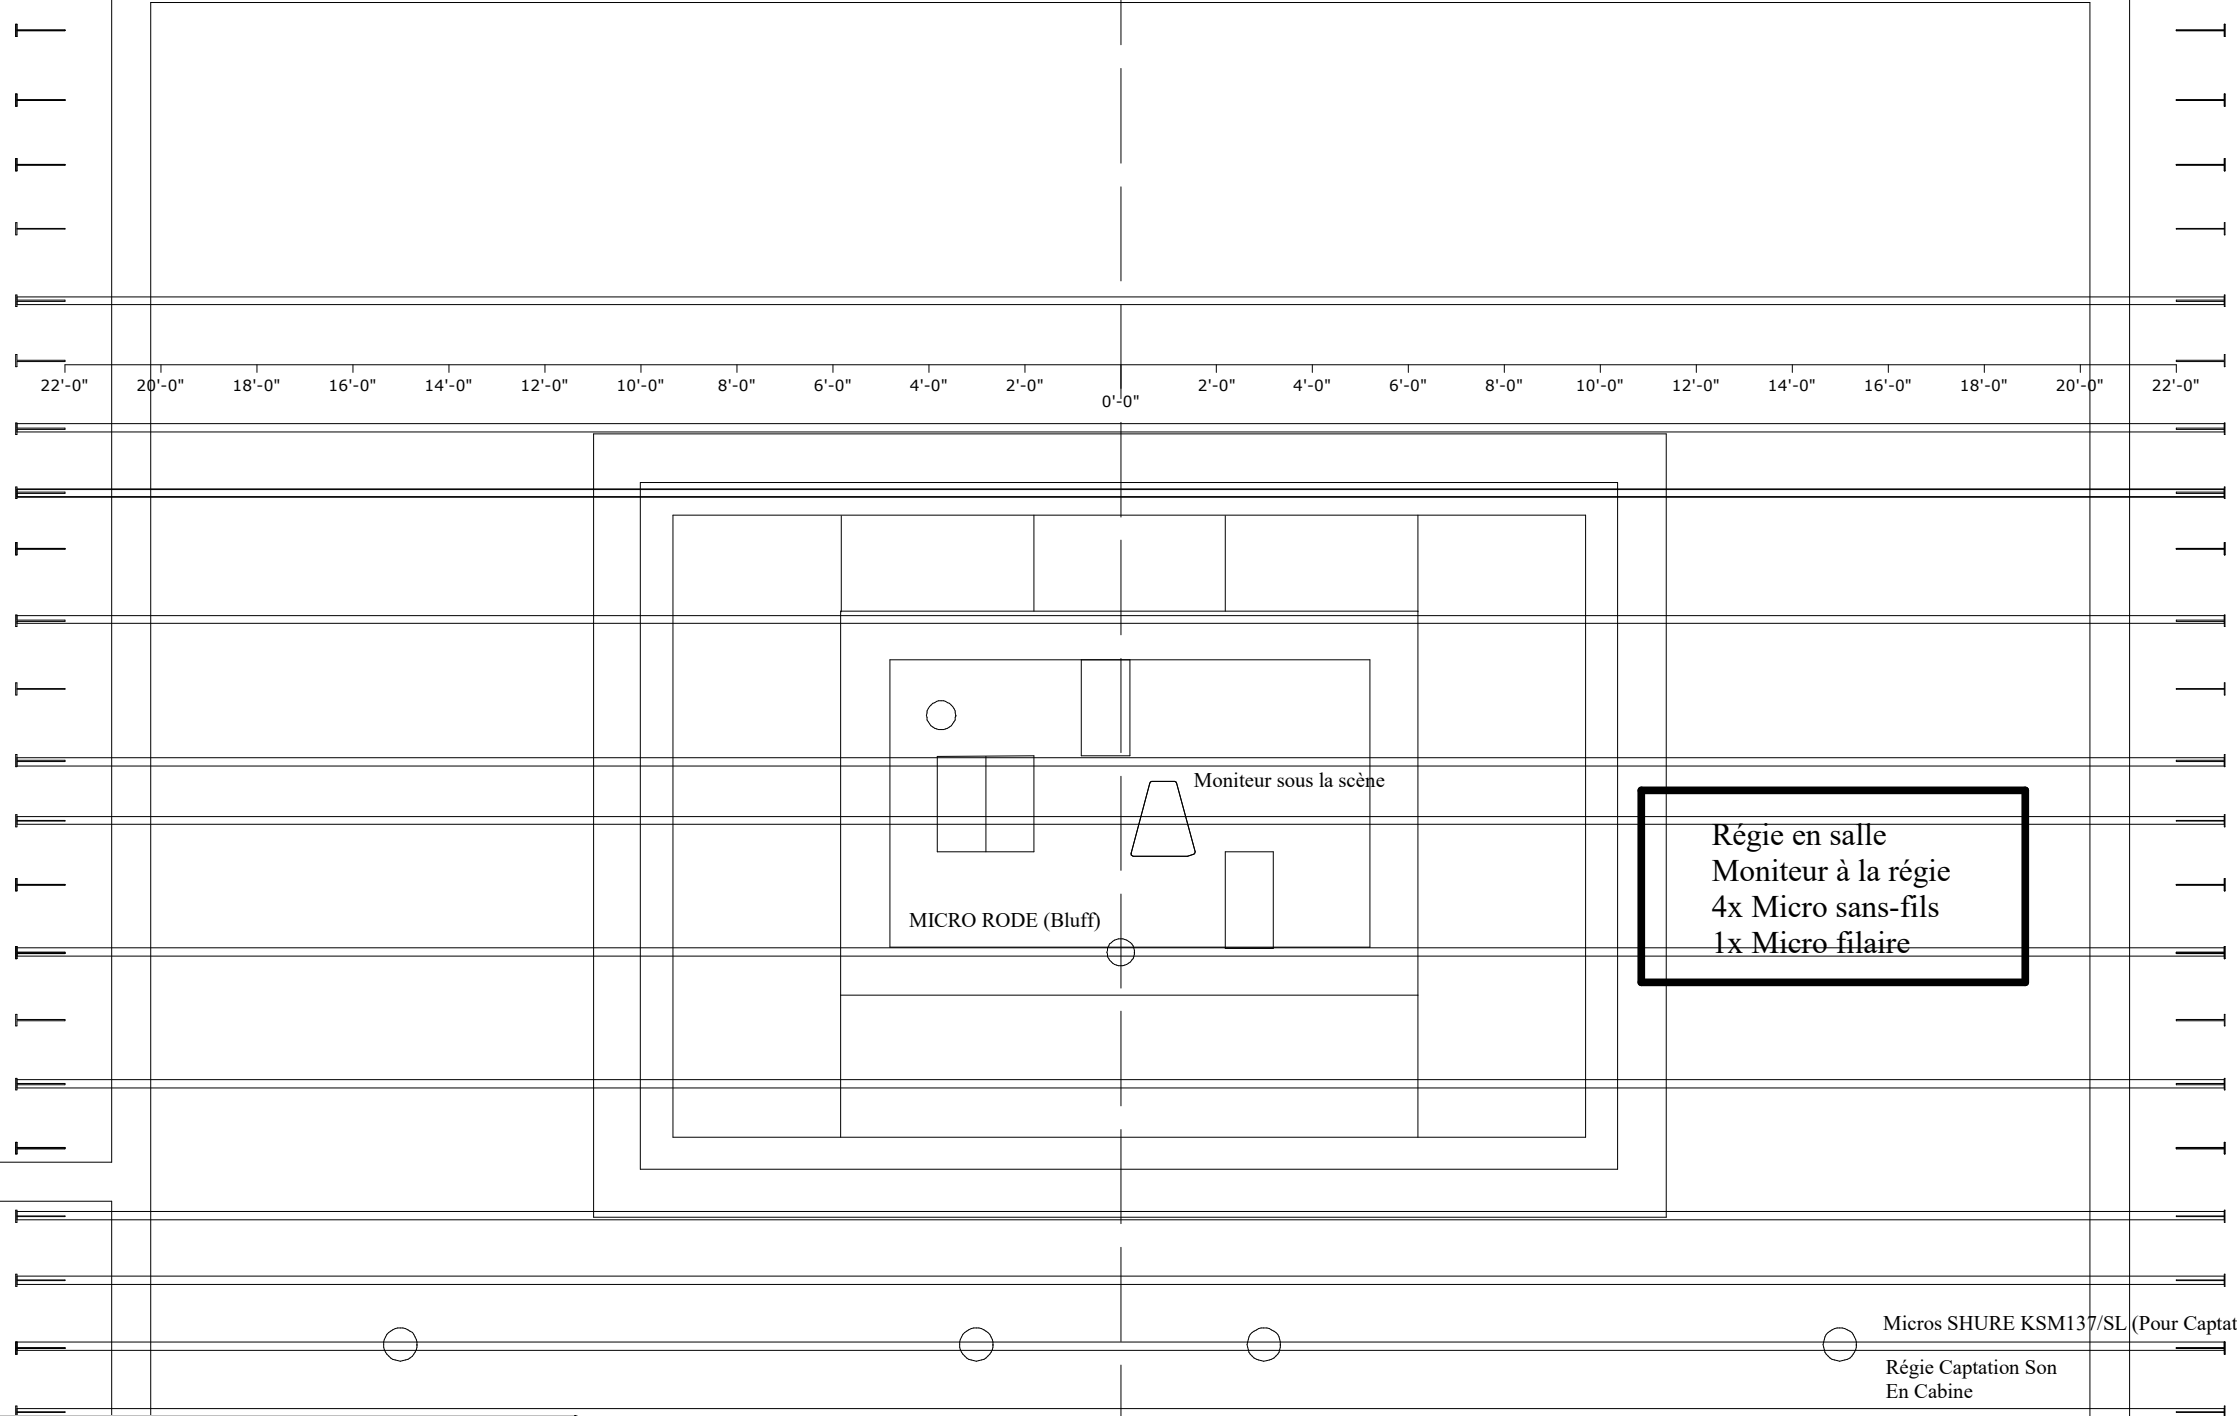 22'-0" 20'-0" 18'-0" 16'-0" 14'-0" 12'-0" 10'-0" 8'-0" 6'-0" 4'-0" 2'-0" 0'-0" 2'-0" 4'-0" 6'-0" 8'-0" 10'-0" 12'-0" 14'-0" 16'-0" 18'-0" 20'-0" 22'-0"
Moniteur sous la scène
Régie en salle
Moniteur à la régie
4x Micro sans-fils
1x Micro filaire
MICRO RODE (Bluff)
Micros SHURE KSM137/SL (Pour Captat
Régie Captation Son
En Cabine